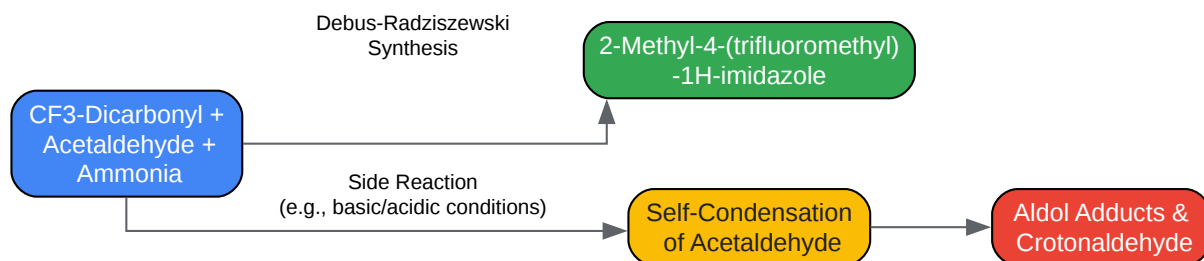 Debus-Radziszewski
Synthesis
2-Methyl-4-(trifluoromethyl)
-1H-imidazole
CF3-Dicarbonyl +
Acetaldehyde +
Ammonia
Side Reaction
(e.g., basic/acidic conditions)
Self-Condensation
of Acetaldehyde
Aldol Adducts &
Crotonaldehyde